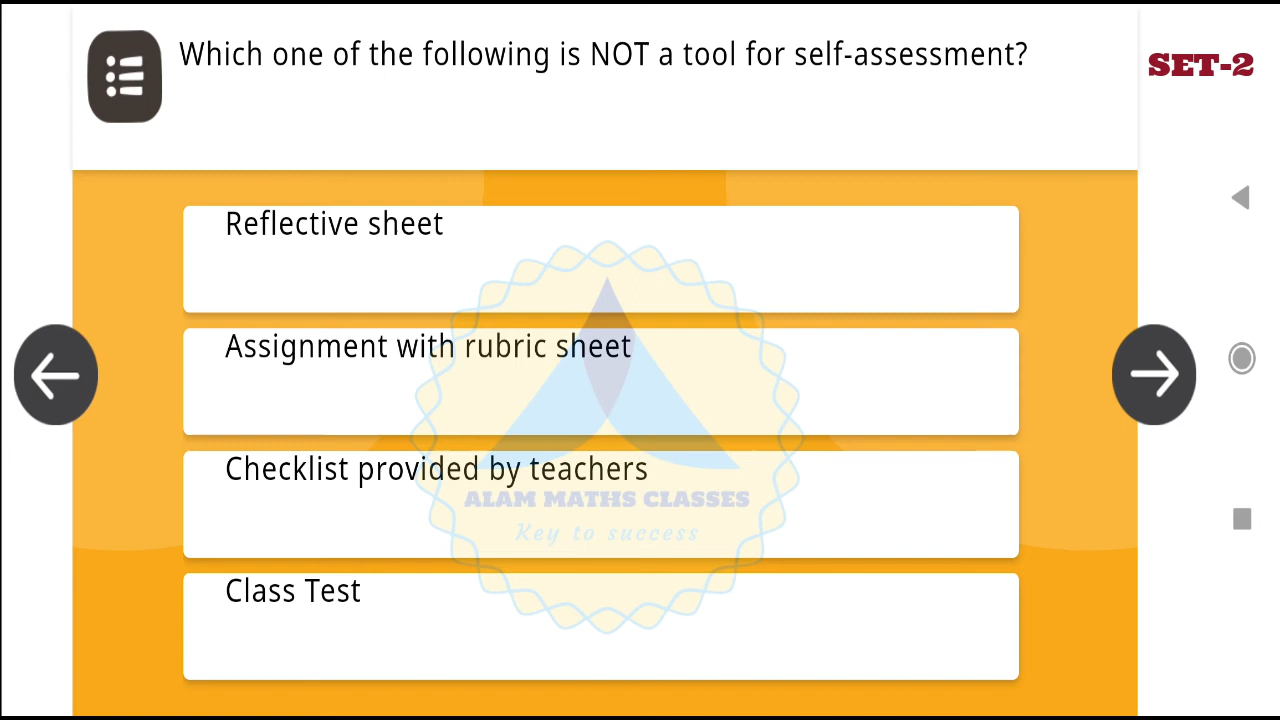 Which one of the following is NOT a tool for self-assessment?
SET-2
Reflective sheet
Assignment with rubric sheet
Checklist provided by teachers
ALAM MATHS CLASSES
Key to success
Class Test